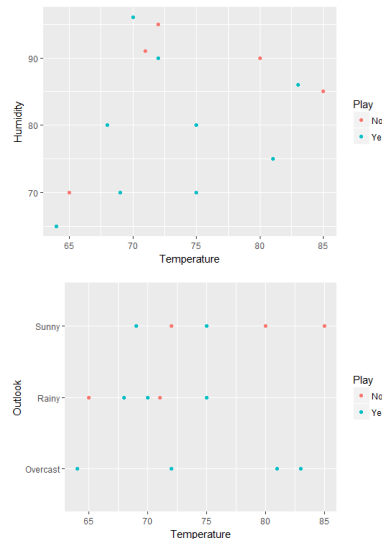 90
80
70
Humidity
65 70 75 80 85
Temperature
Play
No
Ye
Sunny
Rainy
Overcast
Outlook
65 70 75 80 85
Temperature
Play
No
Ye